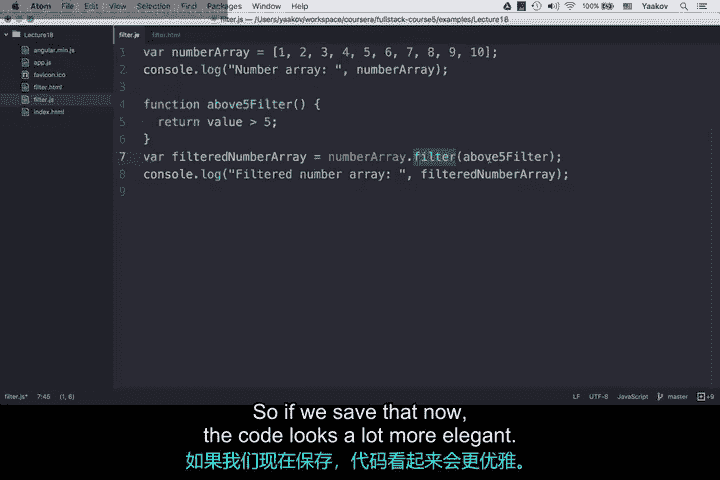 Atom File Edit View Selection Find Packages Window Help
100% Yaakov
filter.js — /Users/yaakov/workspace/coursera/fullstack-course5/examples/Lecture18
Lecture18
angular.min.js
app.js
favicon.ico
filter.html
filter.js
index.html
filter.js filter.html
1 var numberArray = [1, 2, 3, 4, 5, 6, 7, 8, 9, 10];
2 console.log("Number array: ", numberArray);
3
4 function above5Filter() {
5 return value > 5;
6 }
7 var filteredNumberArray = numberArray.filter(above5Filter);
8 console.log("Filtered number array: ", filteredNumberArray);
9
filter.js* 7:46 (1, 6) LF UTF-8 JavaScript master +9
So if we save that now,
the code looks a lot more elegant.
如果我们现在保存，代码看起来会更优雅。